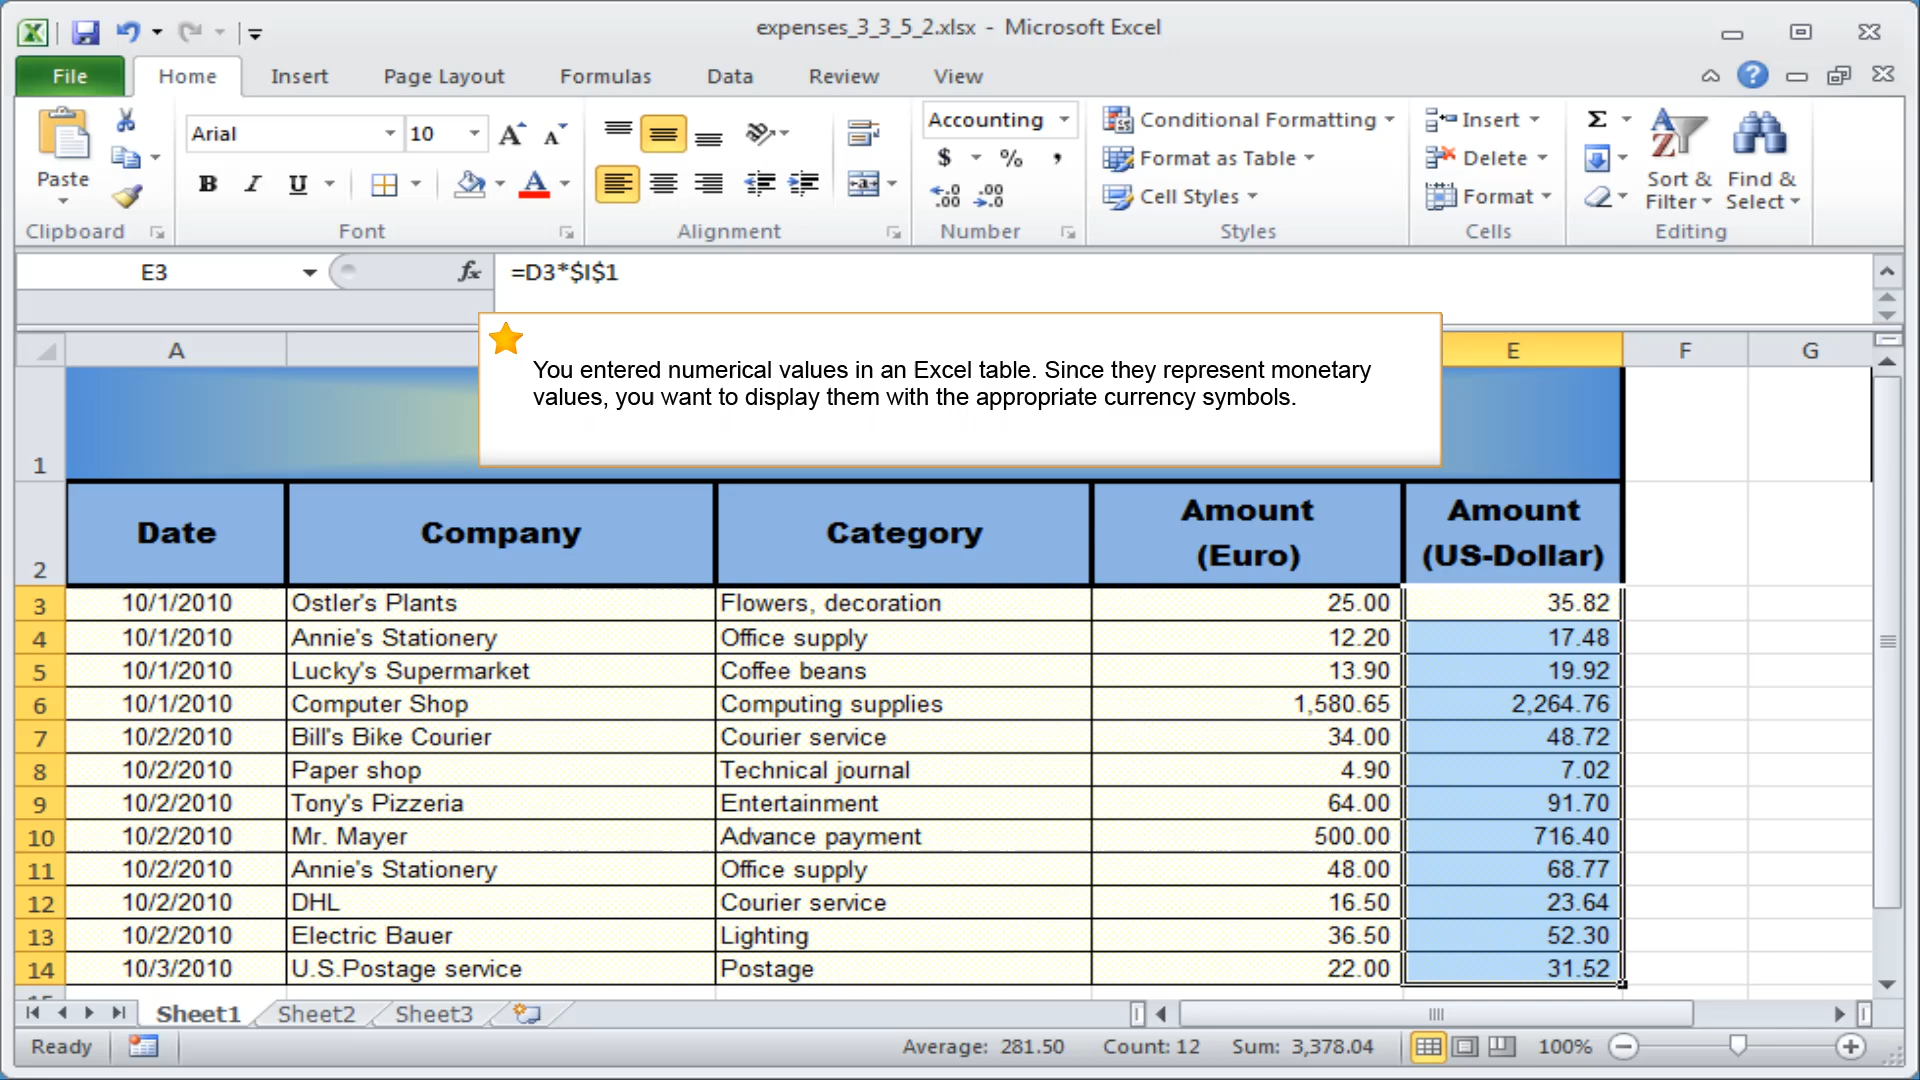 expenses_3_3_5_2.xlsx - Microsoft Excel
File Home Insert Page Layout Formulas Data Review View
Paste
Clipboard
Arial 10
B I U
Font
Alignment
Accounting
$ % ,
Number
Conditional Formatting
Format as Table
Cell Styles
Styles
Insert
Delete
Format
Cells
Σ
Sort &
Filter
Find &
Select
Editing
E3 fx =D3*$I$1
You entered numerical values in an Excel table. Since they represent monetary
values, you want to display them with the appropriate currency symbols.
A E F G
1
2 Date Company Category Amount (Euro) Amount (US-Dollar)
3 10/1/2010 Ostler's Plants Flowers, decoration 25.00 35.82
4 10/1/2010 Annie's Stationery Office supply 12.20 17.48
5 10/1/2010 Lucky's Supermarket Coffee beans 13.90 19.92
6 10/1/2010 Computer Shop Computing supplies 1,580.65 2,264.76
7 10/2/2010 Bill's Bike Courier Courier service 34.00 48.72
8 10/2/2010 Paper shop Technical journal 4.90 7.02
9 10/2/2010 Tony's Pizzeria Entertainment 64.00 91.70
10 10/2/2010 Mr. Mayer Advance payment 500.00 716.40
11 10/2/2010 Annie's Stationery Office supply 48.00 68.77
12 10/2/2010 DHL Courier service 16.50 23.64
13 10/2/2010 Electric Bauer Lighting 36.50 52.30
14 10/3/2010 U.S.Postage service Postage 22.00 31.52
Sheet1 Sheet2 Sheet3
Ready Average: 281.50 Count: 12 Sum: 3,378.04 100%